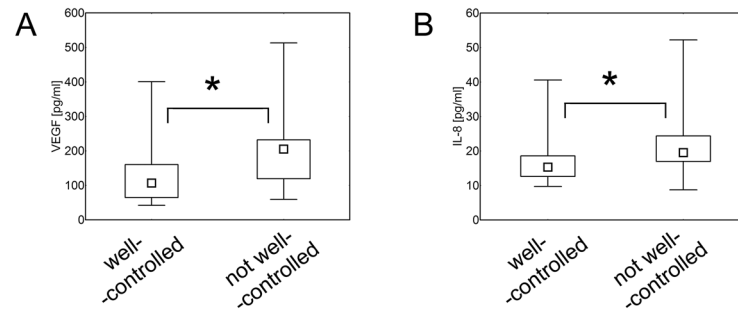 A
VEGF [pg/ml]
600
500
400
300
200
100
0
*
well-
-controlled
not well-
-controlled
B
IL-8 [pg/ml]
60
50
40
30
20
10
0
*
well-
-controlled
not well-
-controlled